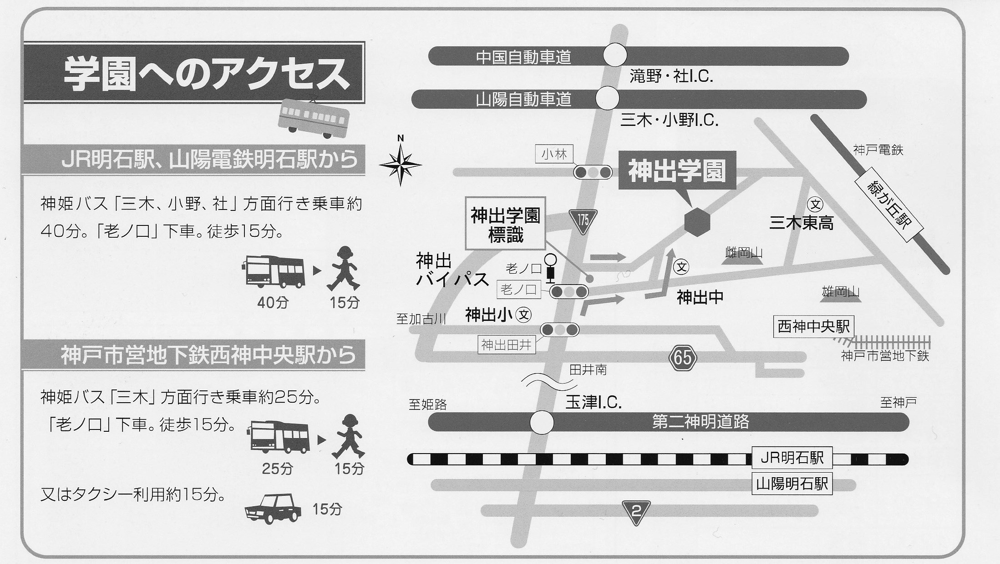 学園へのアクセス
JR明石駅、山陽電鉄明石駅から
神姫バス「三木、小野、社」方面行き乗車約
40分。「老ノ口」下車。徒歩15分。
40分
15分
神戸市営地下鉄西神中央駅から
神姫バス「三木」方面行き乗車約25分。
「老ノ口」下車。徒歩15分。
25分
15分
又はタクシー利用約15分。
15分
中国自動車道
滝野・社I.C.
山陽自動車道
三木・小野I.C.
N
小林
神出学園
神戸電鉄
緑が丘駅
神出学園
標識
175
文
三木東高
神出
バイパス
老ノ口
老ノ口
雌岡山
文
神出中
雄岡山
至加古川
神出小 文
西神中央駅
神出田井
65
神戸市営地下鉄
田井南
玉津I.C.
至姫路
至神戸
第二神明道路
JR明石駅
山陽明石駅
2